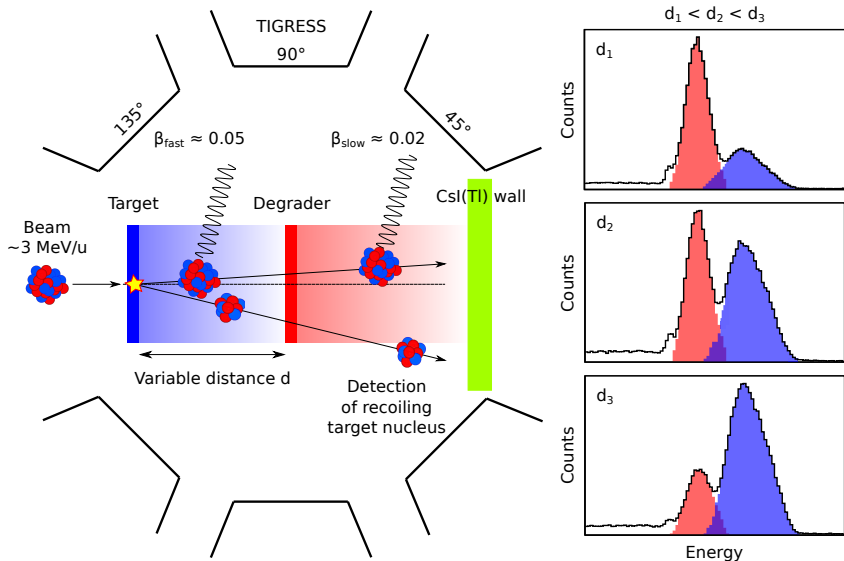 TIGRESS
90°
135°
45°
β_fast ≈ 0.05
β_slow ≈ 0.02
Target
Degrader
CsI(Tl) wall
Beam
~3 MeV/u
Variable distance d
Detection
of recoiling
target nucleus
d₁ < d₂ < d₃
d₁
Counts
d₂
Counts
d₃
Counts
Energy